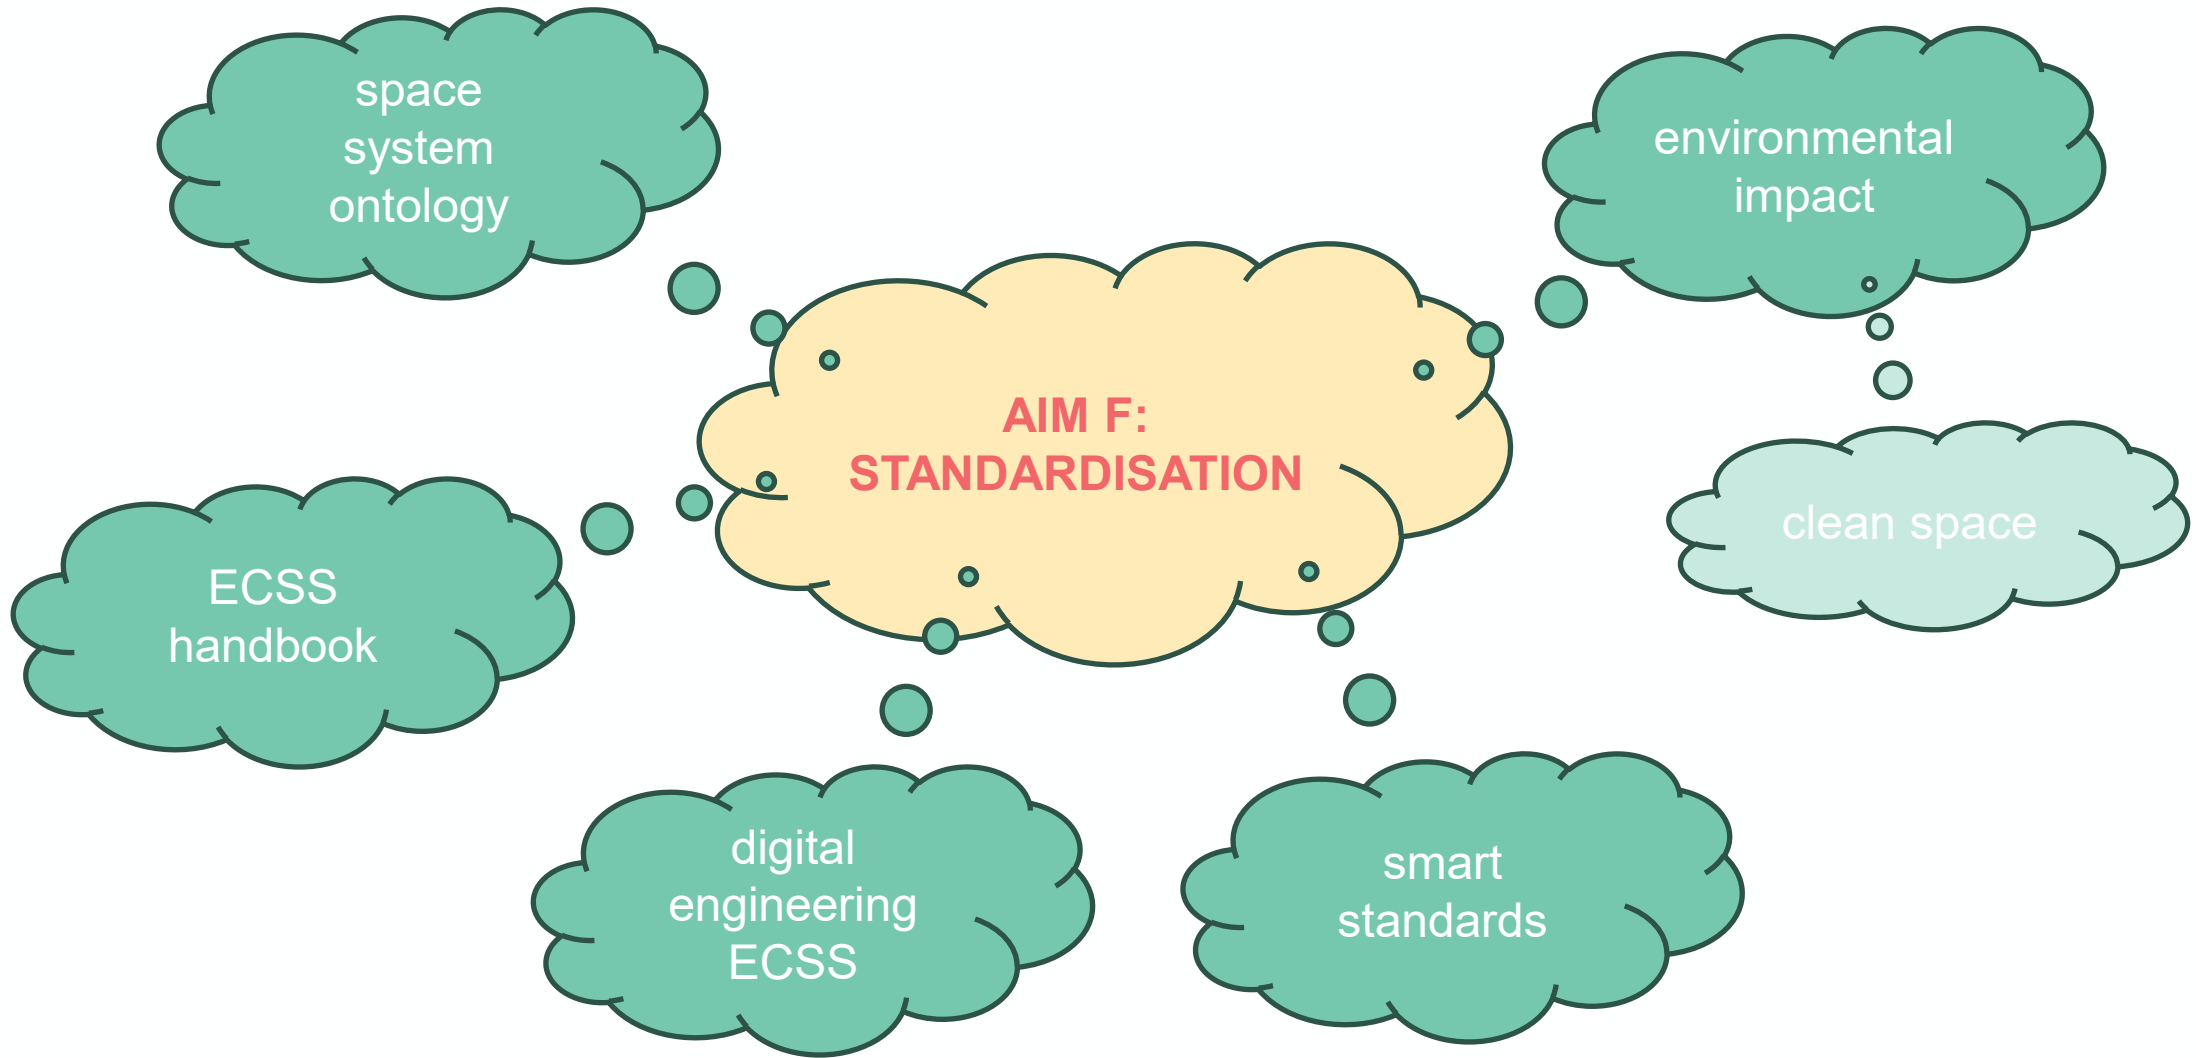 space
system
ontology
environmental
impact
AIM F:
STANDARDISATION
clean space
ECSS
handbook
digital
engineering
ECSS
smart
standards